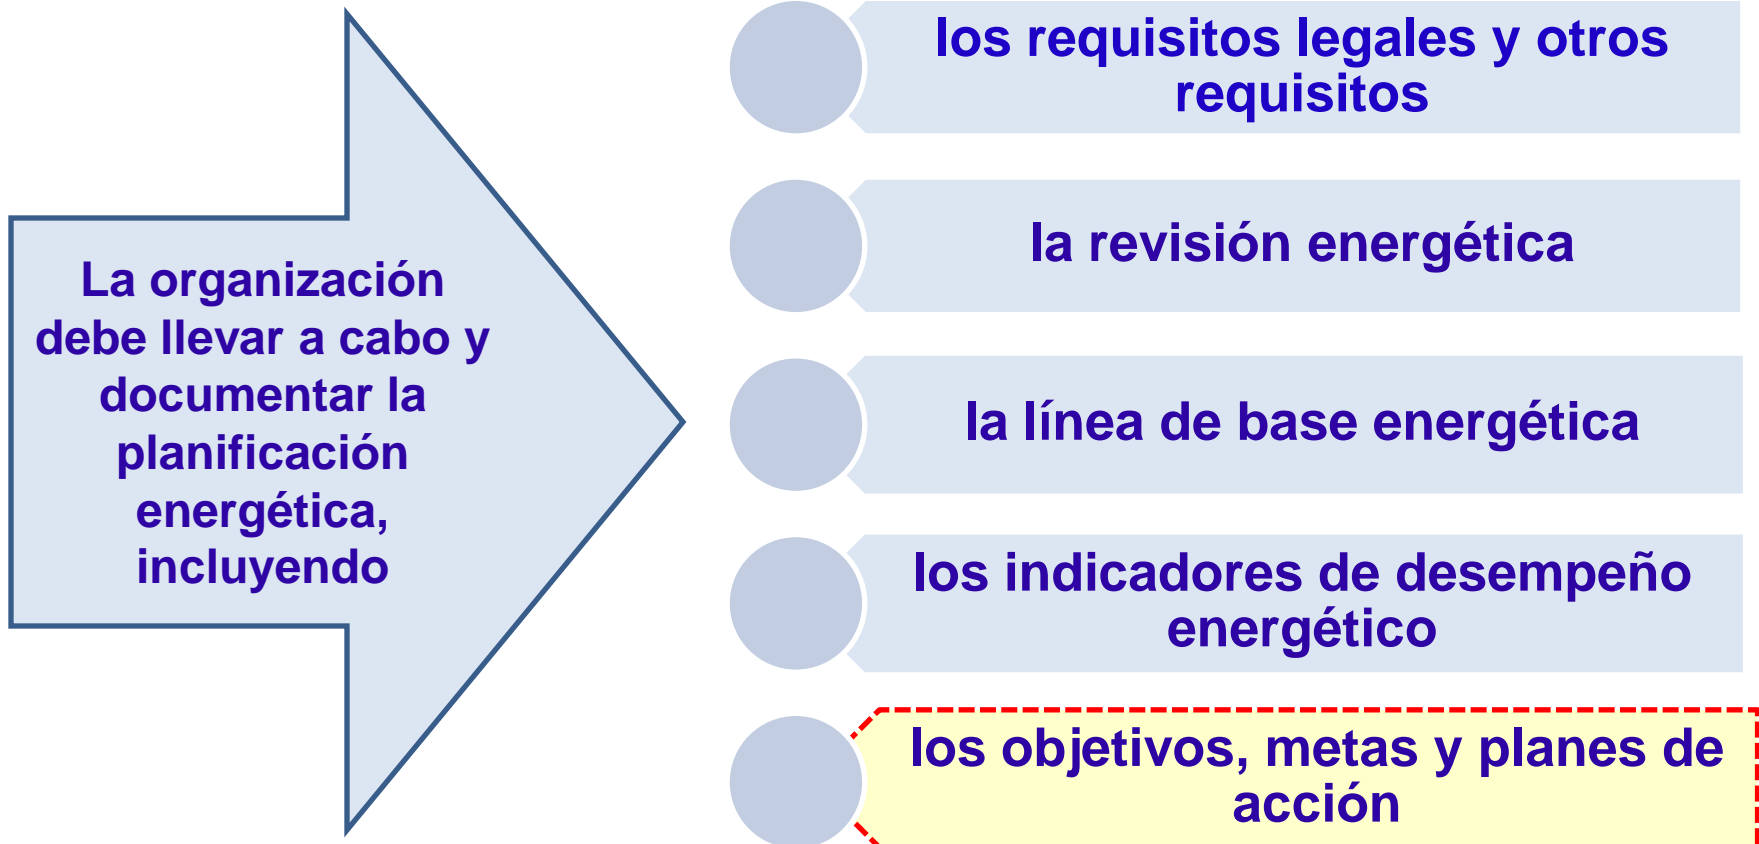 La organización
debe llevar a cabo y
documentar la
planificación
energética,
incluyendo
los requisitos legales y otros
requisitos
la revisión energética
la línea de base energética
los indicadores de desempeño
energético
los objetivos, metas y planes de
acción